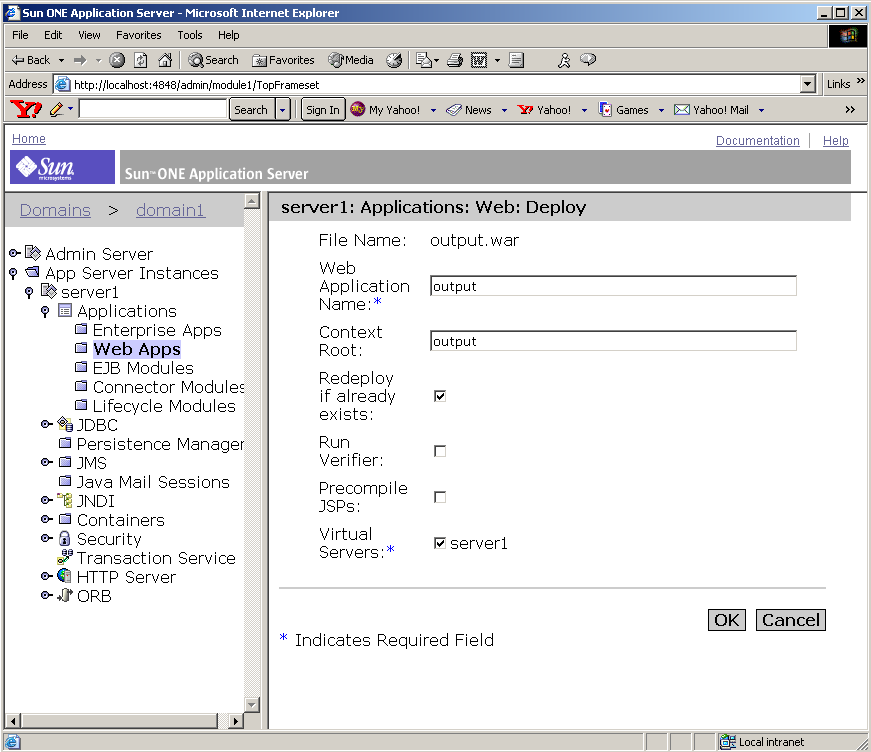 Sun ONE Application Server - Microsoft Internet Explorer
File Edit View Favorites Tools Help
Back Search Favorites Media
Address http://localhost:4848/admin/module1/TopFrameset Links »
Y! Search Sign In My Yahoo! News Yahoo! Games Yahoo! Mail »
Home
Documentation | Help
Sun microsystems
Sun™ ONE Application Server
Domains > domain1
Admin Server
App Server Instances
server1
Applications
Enterprise Apps
Web Apps
EJB Modules
Connector Modules
Lifecycle Modules
JDBC
Persistence Manager
JMS
Java Mail Sessions
JNDI
Containers
Security
Transaction Service
HTTP Server
ORB
server1: Applications: Web: Deploy
File Name: output.war
Web
Application
Name:* output
Context
Root: output
Redeploy
if already
exists:
Run
Verifier:
Precompile
JSPs:
Virtual
Servers:* server1
OK Cancel
* Indicates Required Field
Local intranet